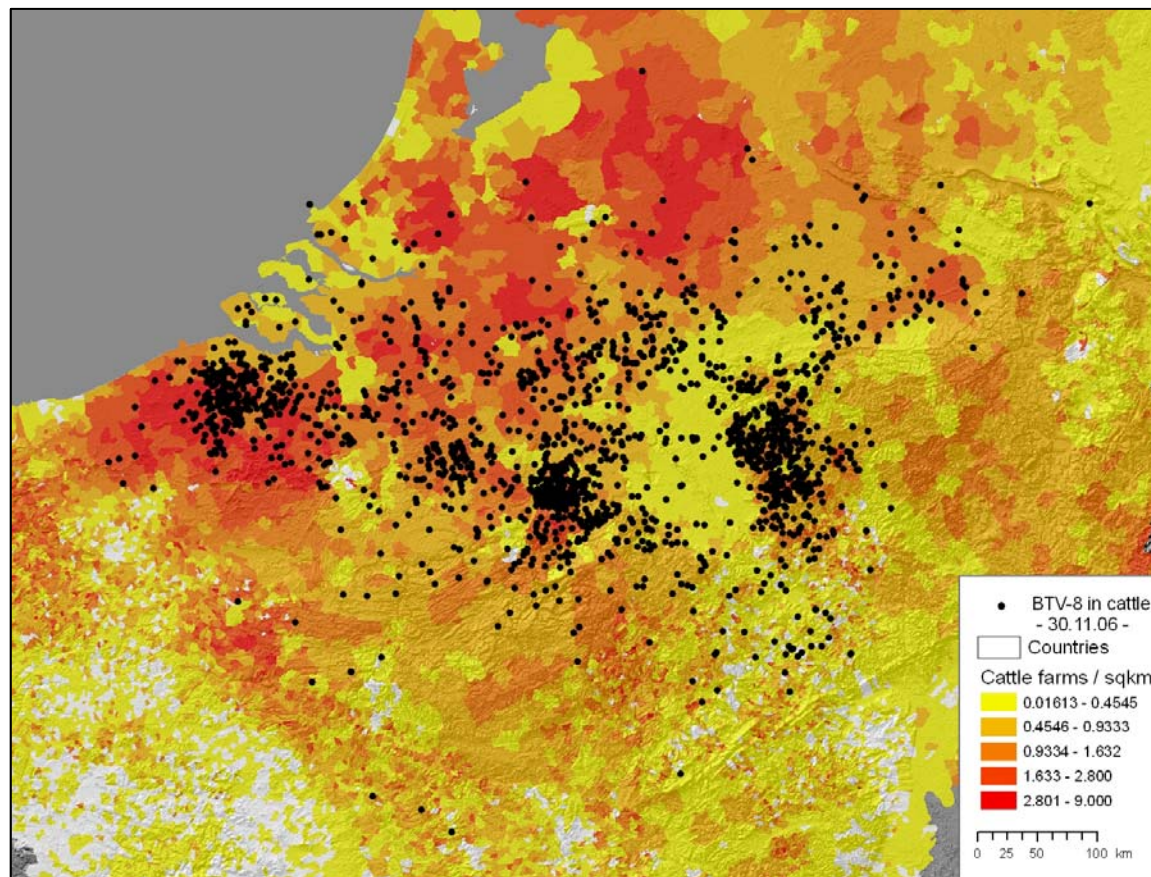 BTV-8 in cattle
- 30.11.06 -
Countries
Cattle farms / sqkm
0.01613 - 0.4545
0.4546 - 0.9333
0.9334 - 1.632
1.633 - 2.800
2.801 - 9.000
0 25 50 100 km